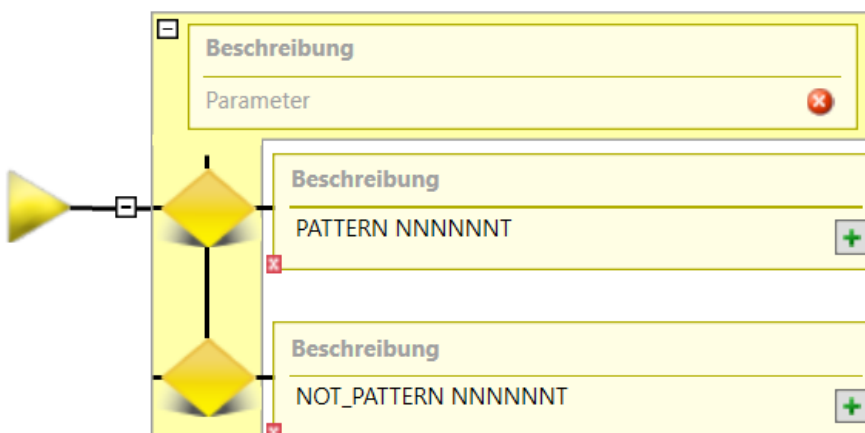 Beschreibung
Parameter
Beschreibung
PATTERN NNNNNNT
Beschreibung
NOT_PATTERN NNNNNNT